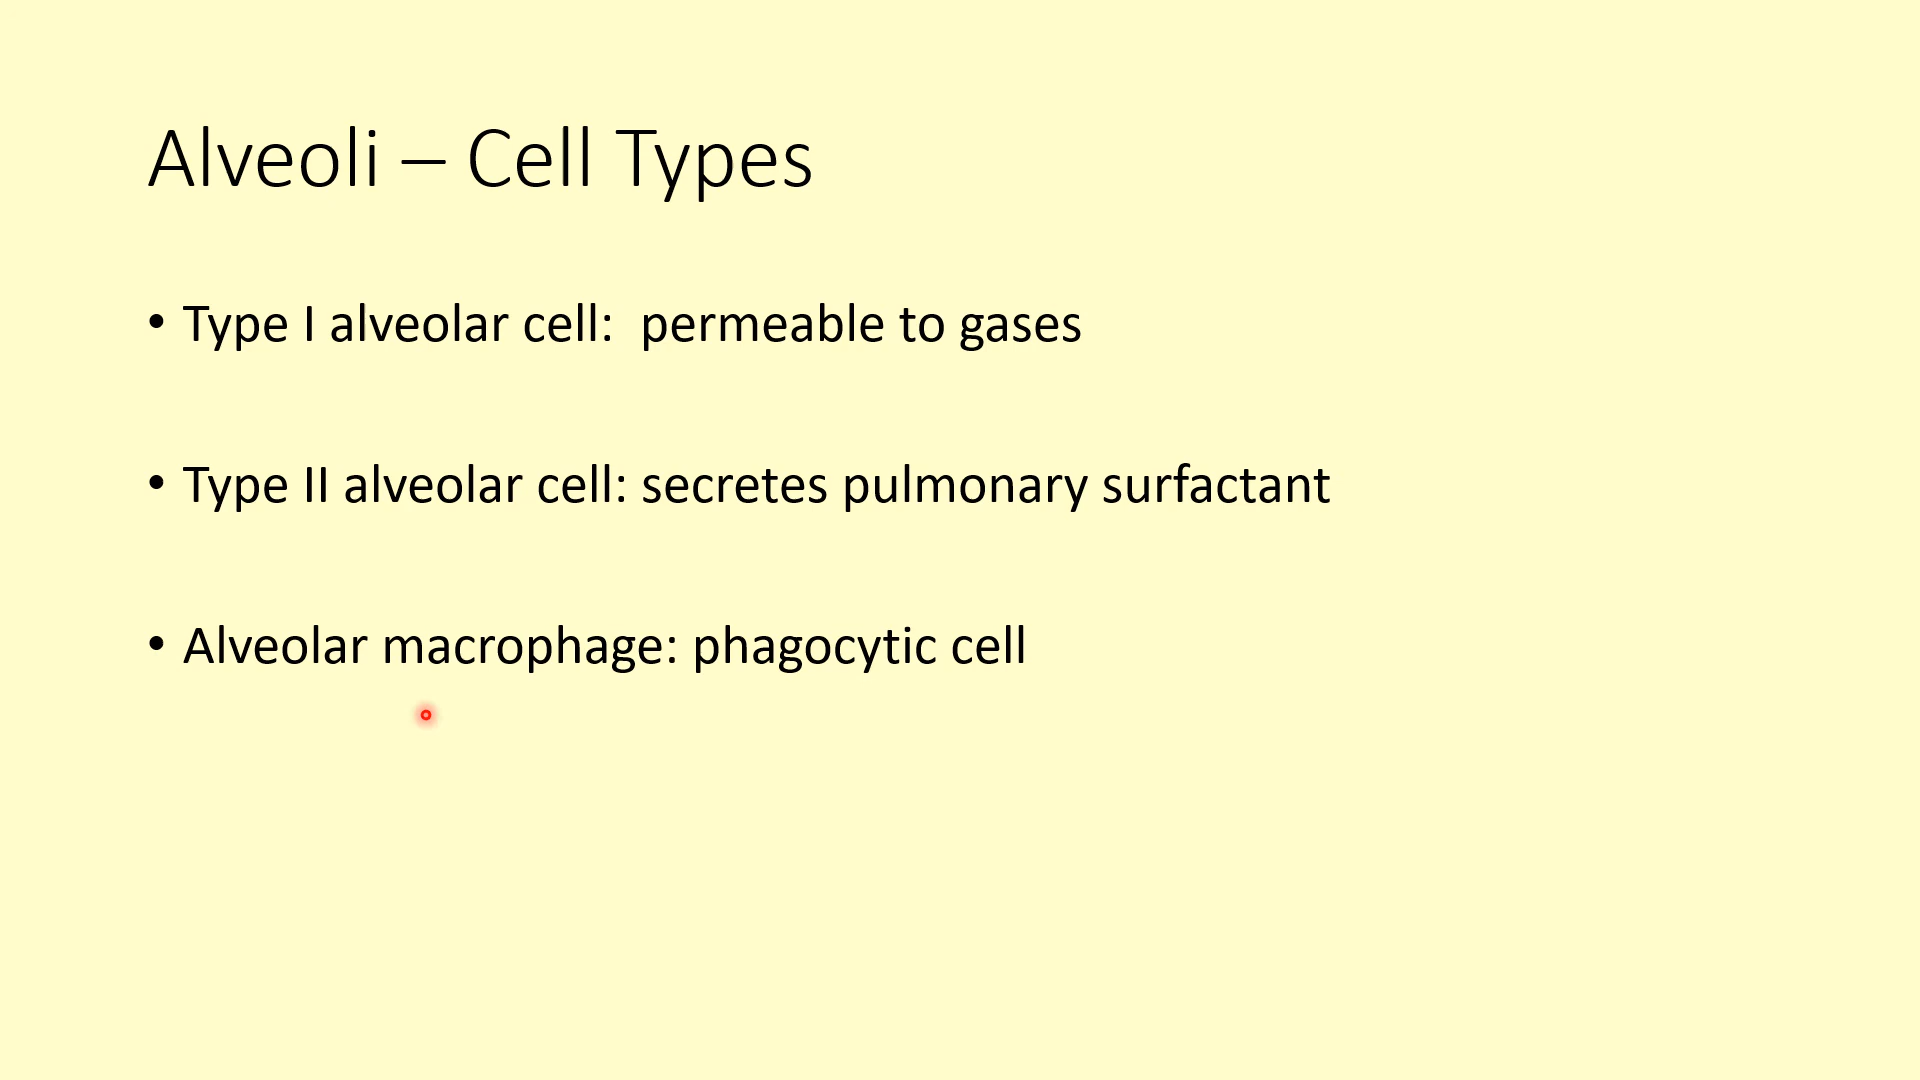 Alveoli – Cell Types
• Type I alveolar cell:  permeable to gases
• Type II alveolar cell: secretes pulmonary surfactant
• Alveolar macrophage: phagocytic cell